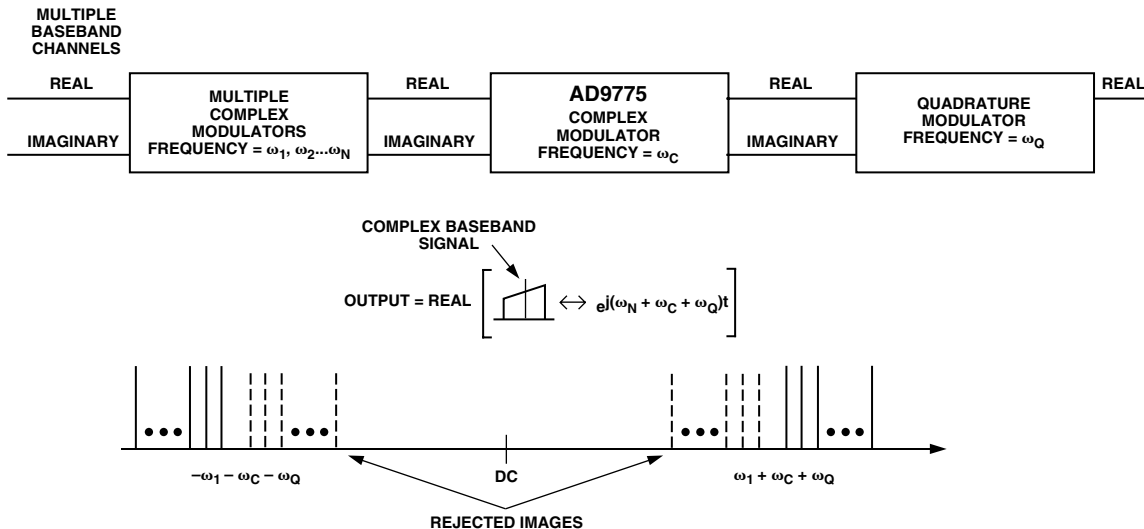 MULTIPLE
BASEBAND
CHANNELS
REAL
IMAGINARY
MULTIPLE
COMPLEX
MODULATORS
FREQUENCY = ω1, ω2...ωN
REAL
IMAGINARY
AD9775
COMPLEX
MODULATOR
FREQUENCY = ωC
REAL
IMAGINARY
QUADRATURE
MODULATOR
FREQUENCY = ωQ
REAL
COMPLEX BASEBAND
SIGNAL
OUTPUT = REAL [ ↔ ej(ωN + ωC + ωQ)t ]
–ω1 – ωC – ωQ
DC
ω1 + ωC + ωQ
REJECTED IMAGES